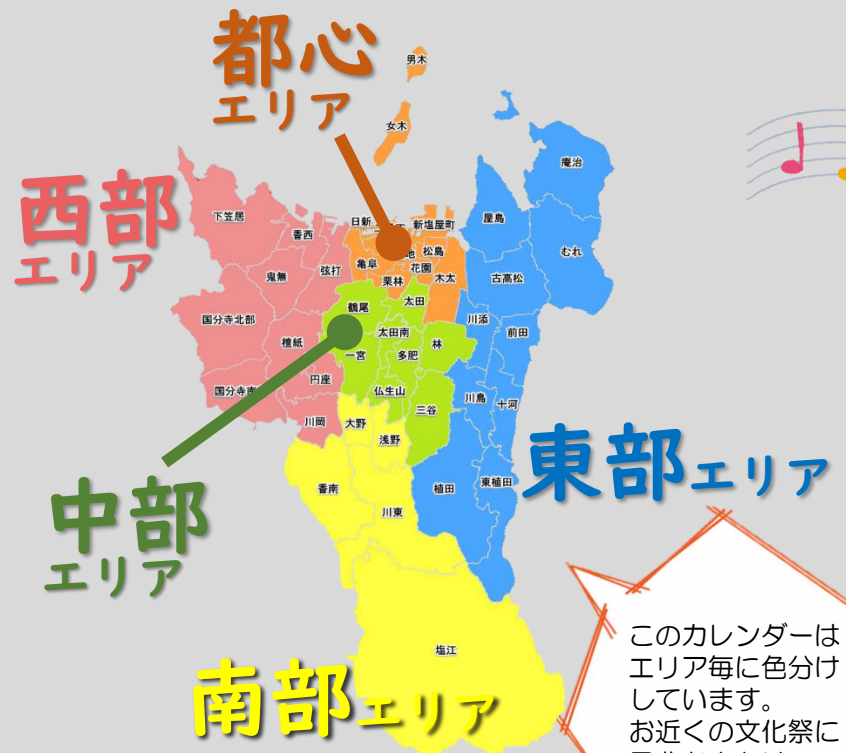 都心
エリア
男木
女木
西部
エリア
下笠居
香西
鬼無
弦打
国分寺北部
檀紙
円座
国分寺南
川岡
日新
新塩屋町
亀阜
松島
花園
栗林
木太
屋島
庵治
むれ
古高松
川添
前田
川島
十河
植田
東植田
鶴尾
太田
太田南
林
一宮
多肥
仏生山
三谷
大野
浅野
香南
川東
塩江
東部エリア
中部
エリア
南部エリア
このカレンダーは
エリア毎に色分け
しています。
お近くの文化祭に